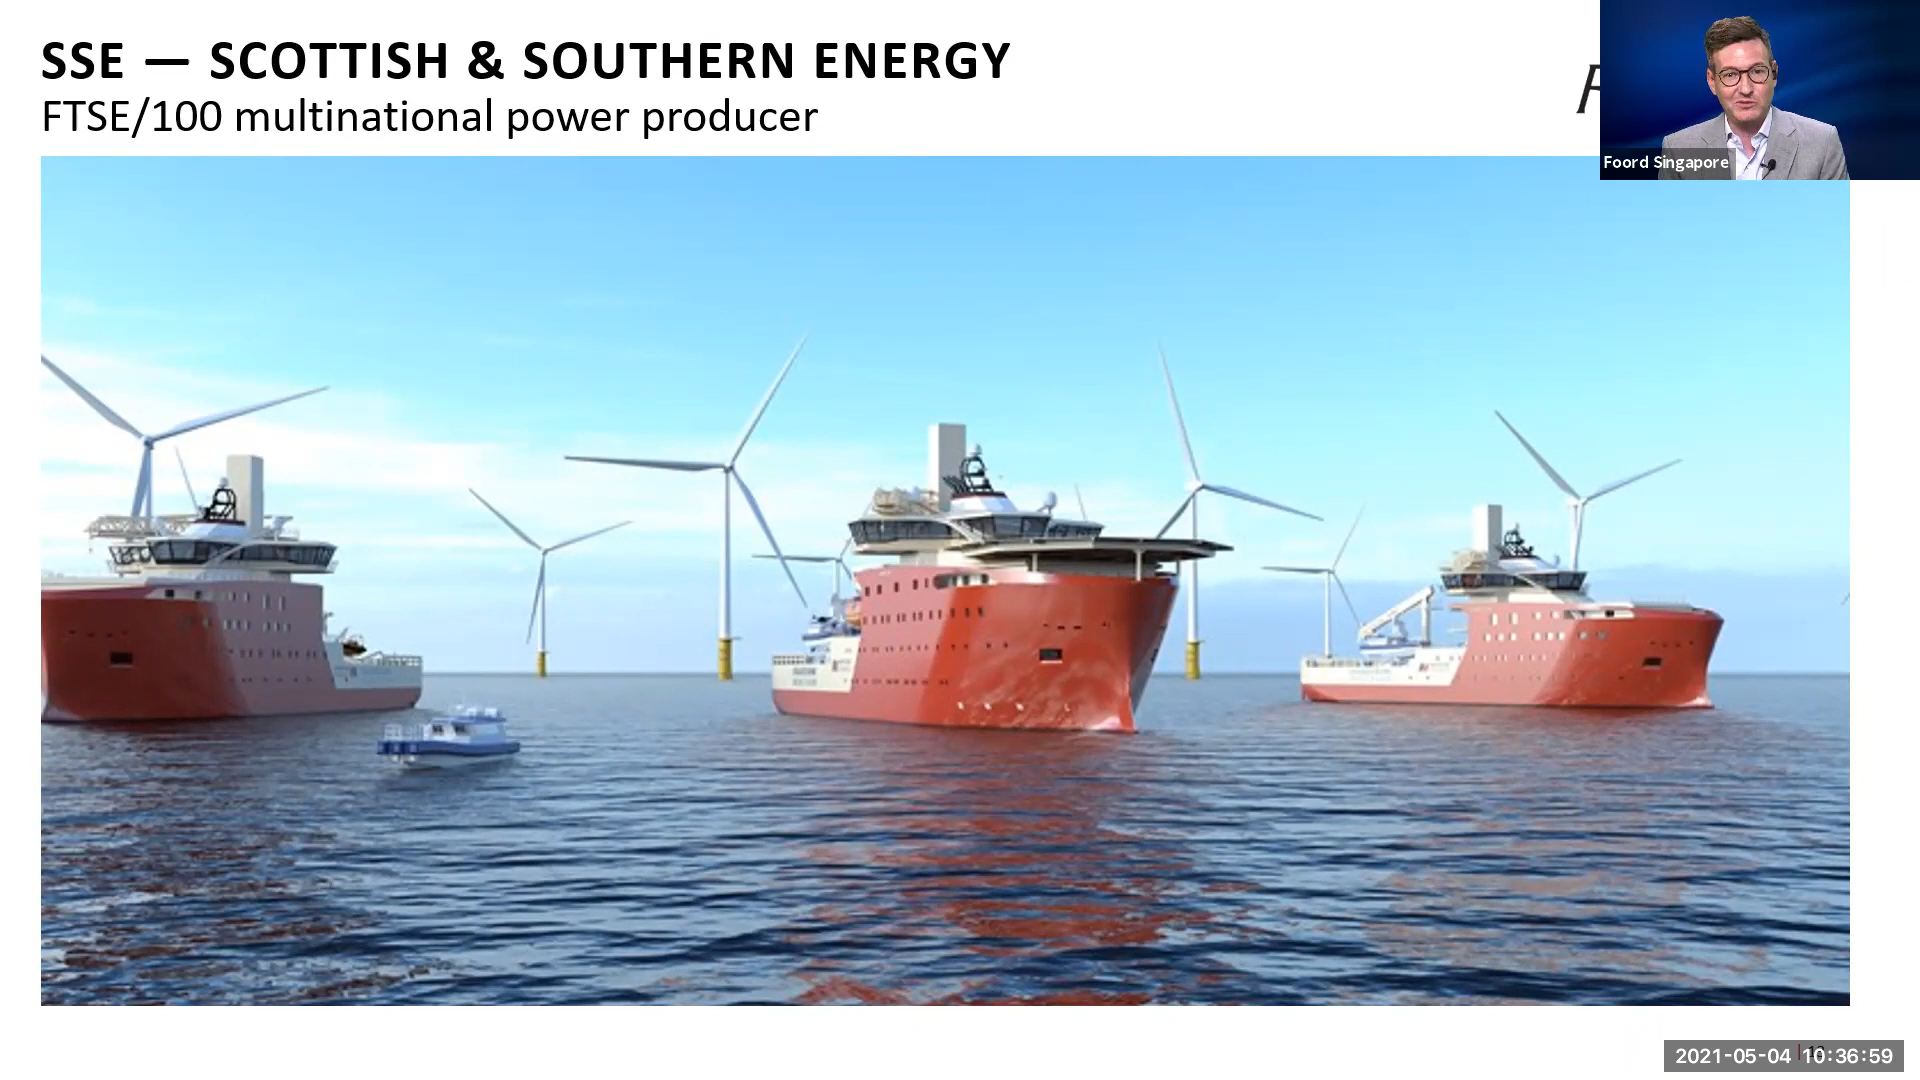 SSE — SCOTTISH & SOUTHERN ENERGY
FTSE/100 multinational power producer
F
Foord Singapore
2021-05-04 10:36:59